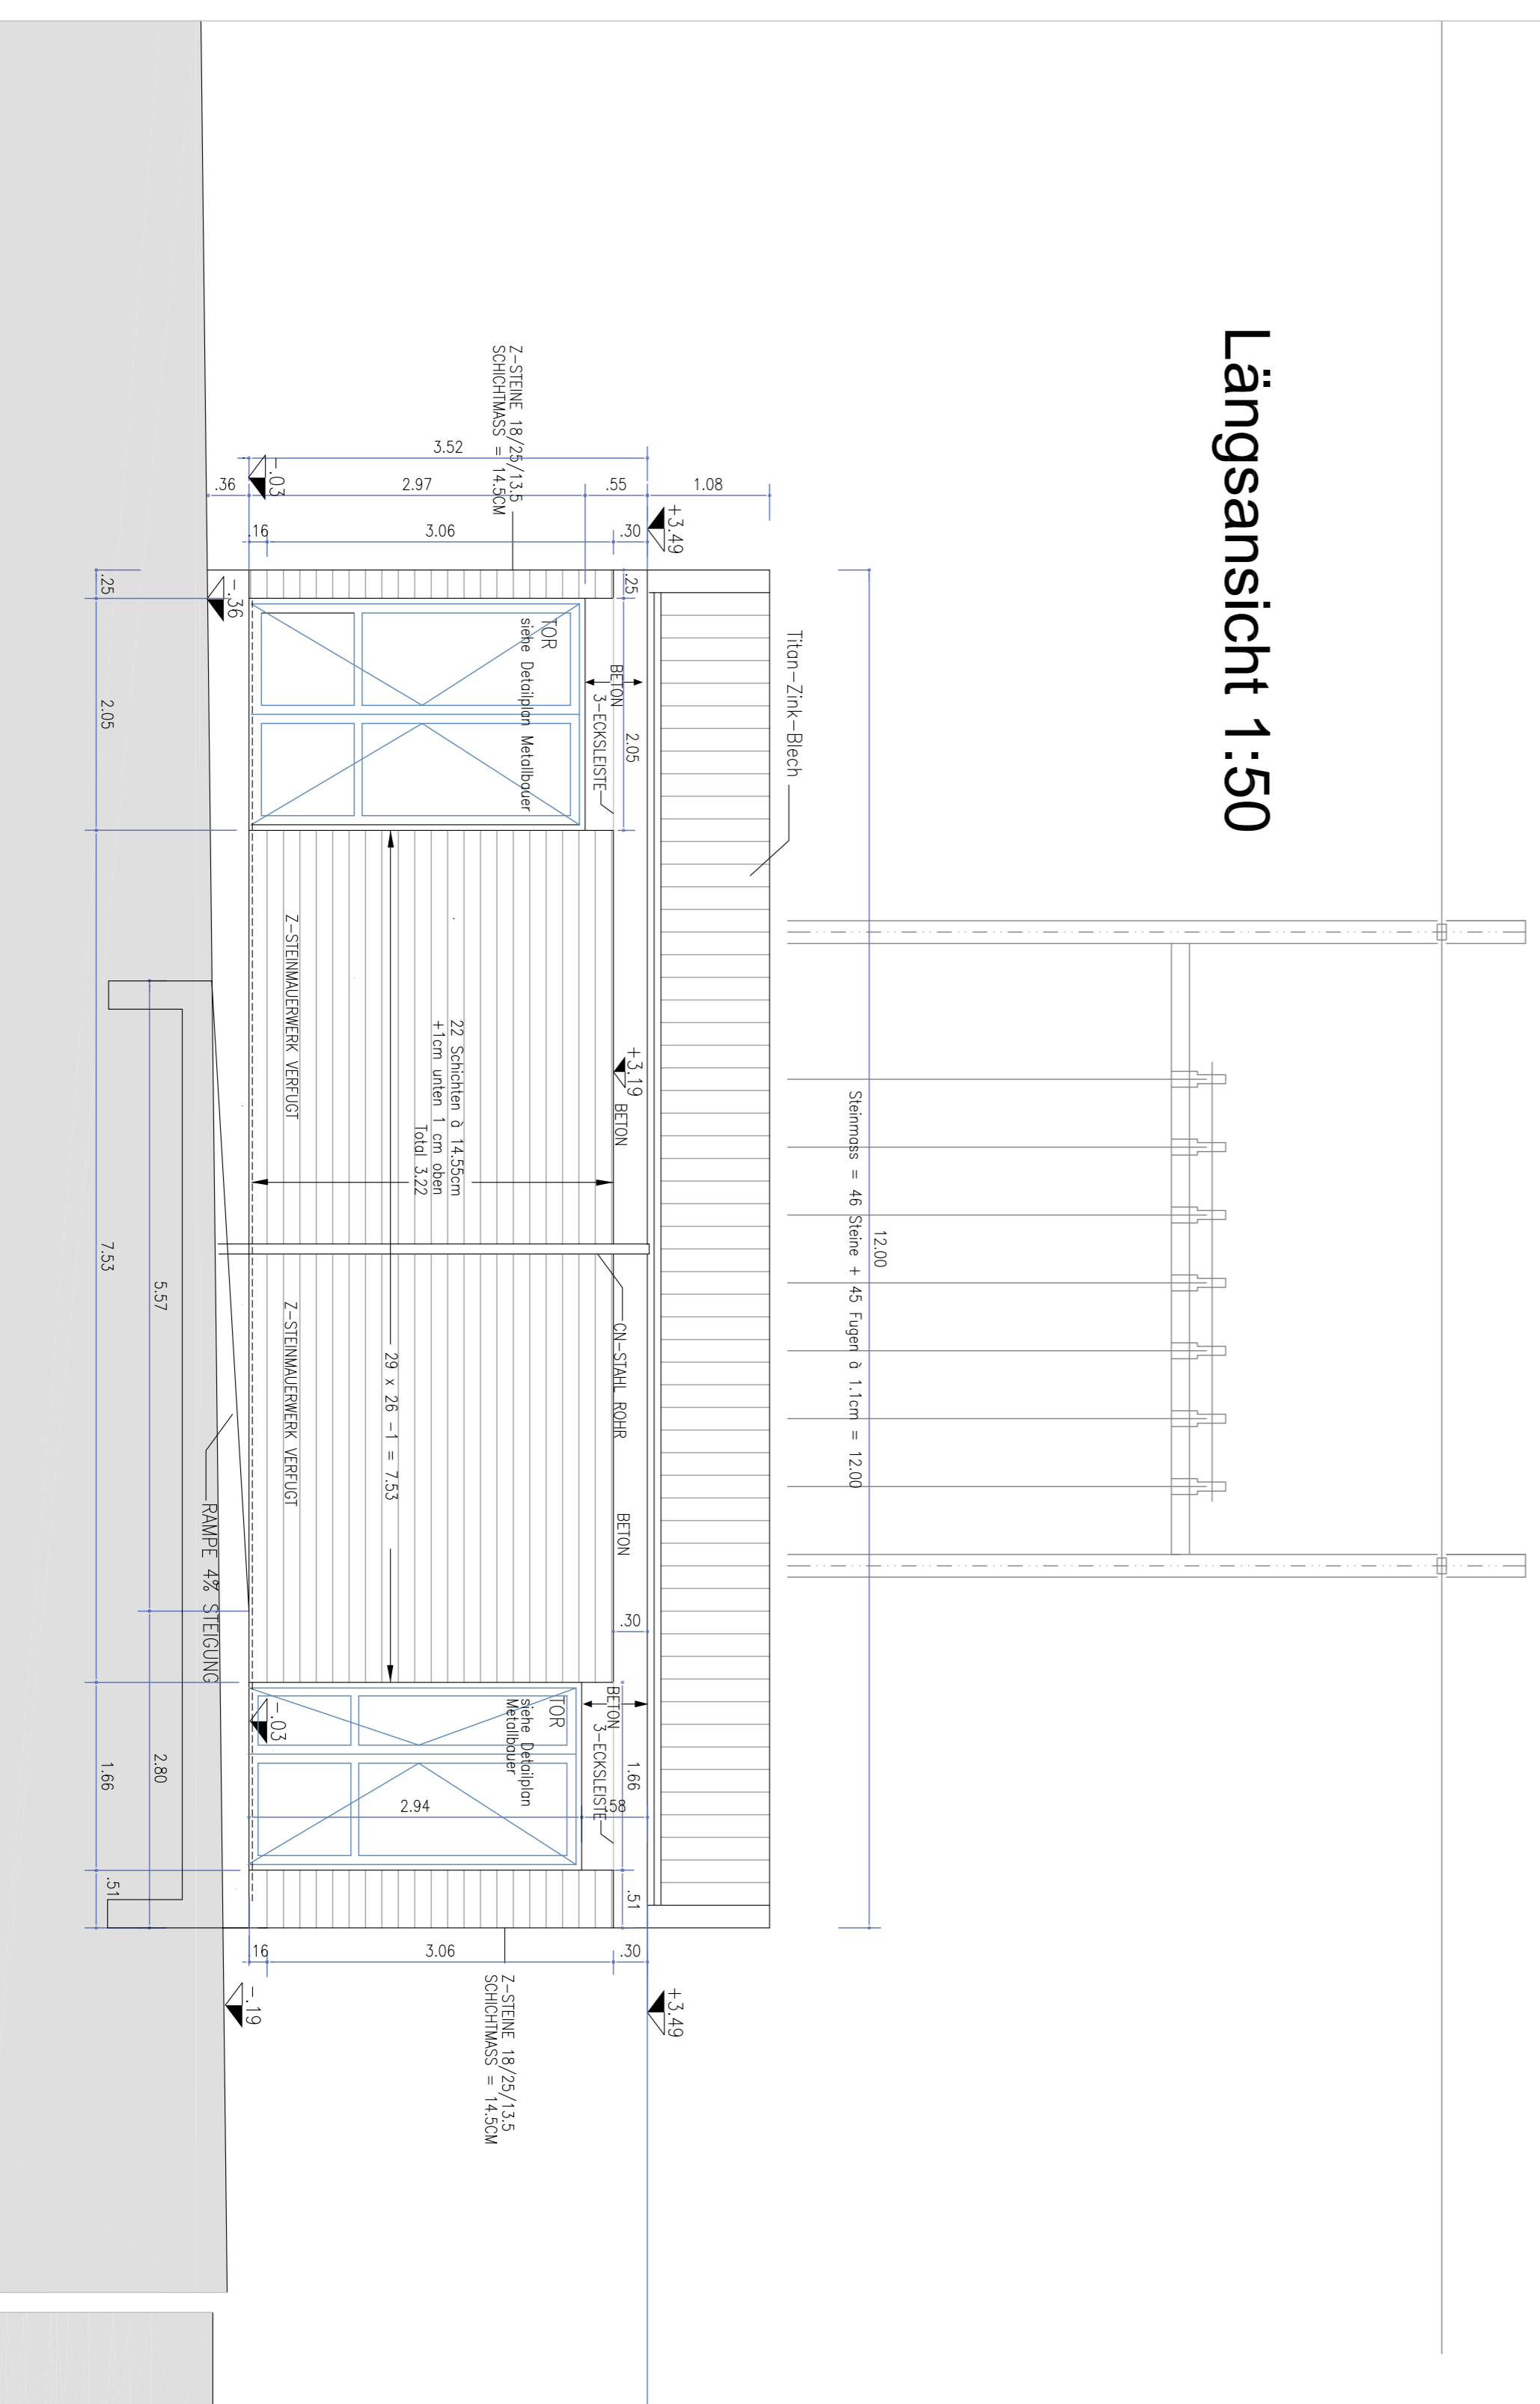 Längsansicht 1:50
12.00
Steinmass = 46 Steine + 45 Fugen à 1.1cm = 12.00
Titan-Zink-Blech
1.08
+3.49
+3.49
.55
.30
.25
2.05
BETON
3-ECKSLEISTE
+3.19
BETON
CN-STAHL ROHR
BETON
.30
BETON
3-ECKSLEISTE
1.66
.58
.51
.30
3.52
2.97
3.06
.16
.36
-.03
-.36
Z-STEINE 18/25/13.5
SCHICHTMASS = 14.5CM
TOR
siehe Detailplan Metallbauer
22 Schichten à 14.55cm
+1cm unten 1 cm oben
Total 3.22
29 x 26 -1 = 7.53
TOR
siehe Detailplan
Metallbauer
2.94
-.03
3.06
.16
Z-STEINE 18/25/13.5
SCHICHTMASS = 14.5CM
Z-STEINMAUERWERK VERFUGT
Z-STEINMAUERWERK VERFUGT
-.19
RAMPE 4% STEIGUNG
5.57
2.80
.25
2.05
7.53
1.66
.51